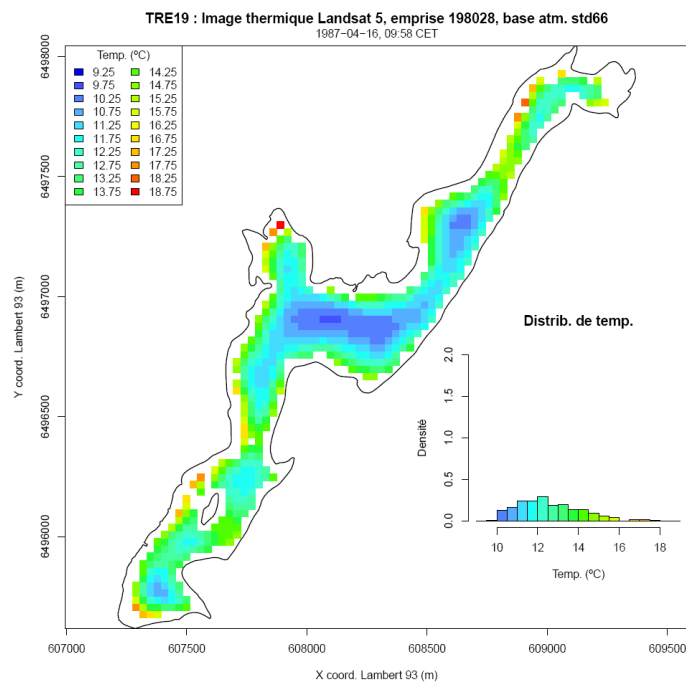 TRE19 : Image thermique Landsat 5, emprise 198028, base atm. std66
1987−04−16, 09:58 CET
Temp. (ºC)
9.25 14.25
9.75 14.75
10.25 15.25
10.75 15.75
11.25 16.25
11.75 16.75
12.25 17.25
12.75 17.75
13.25 18.25
13.75 18.75
Y coord. Lambert 93 (m)
6498000
6497500
6497000
6496500
6496000
Distrib. de temp.
Densité
2.0
1.5
1.0
0.5
0.0
10 12 14 16 18
Temp. (ºC)
607000 607500 608000 608500 609000 609500
X coord. Lambert 93 (m)